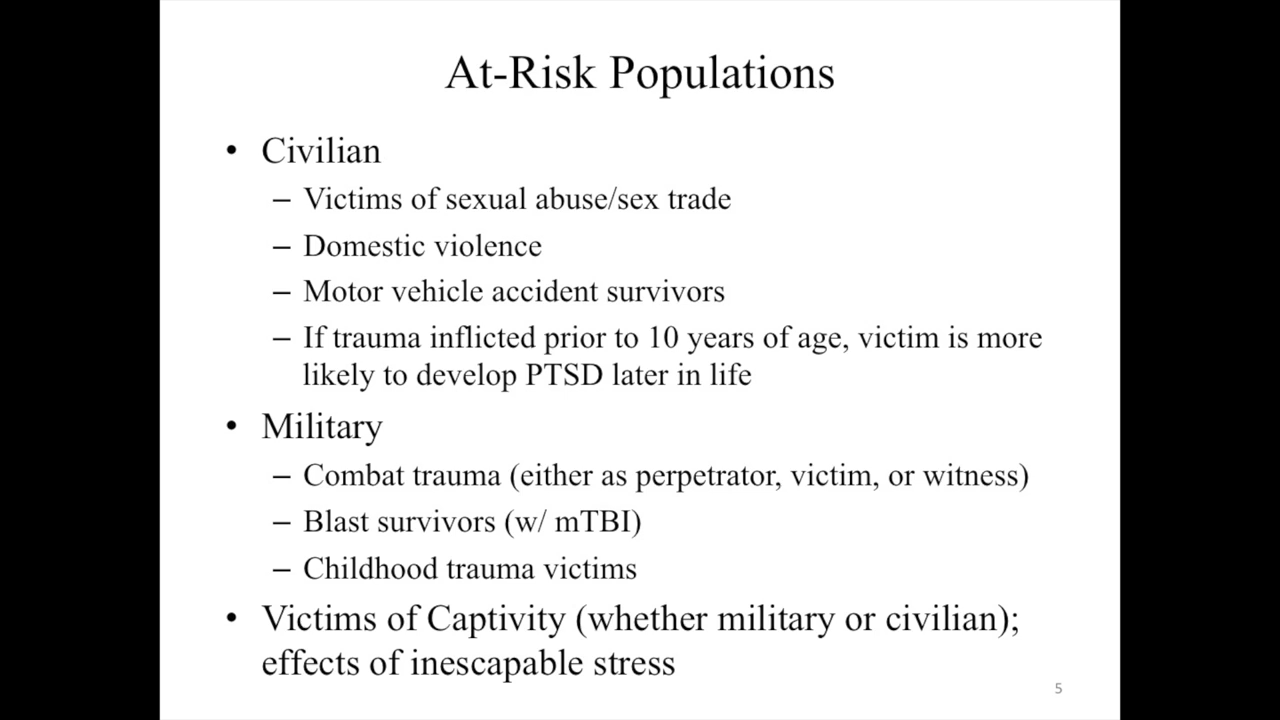 At-Risk Populations
• Civilian
– Victims of sexual abuse/sex trade
– Domestic violence
– Motor vehicle accident survivors
– If trauma inflicted prior to 10 years of age, victim is more
likely to develop PTSD later in life
• Military
– Combat trauma (either as perpetrator, victim, or witness)
– Blast survivors (w/ mTBI)
– Childhood trauma victims
• Victims of Captivity (whether military or civilian);
effects of inescapable stress
5